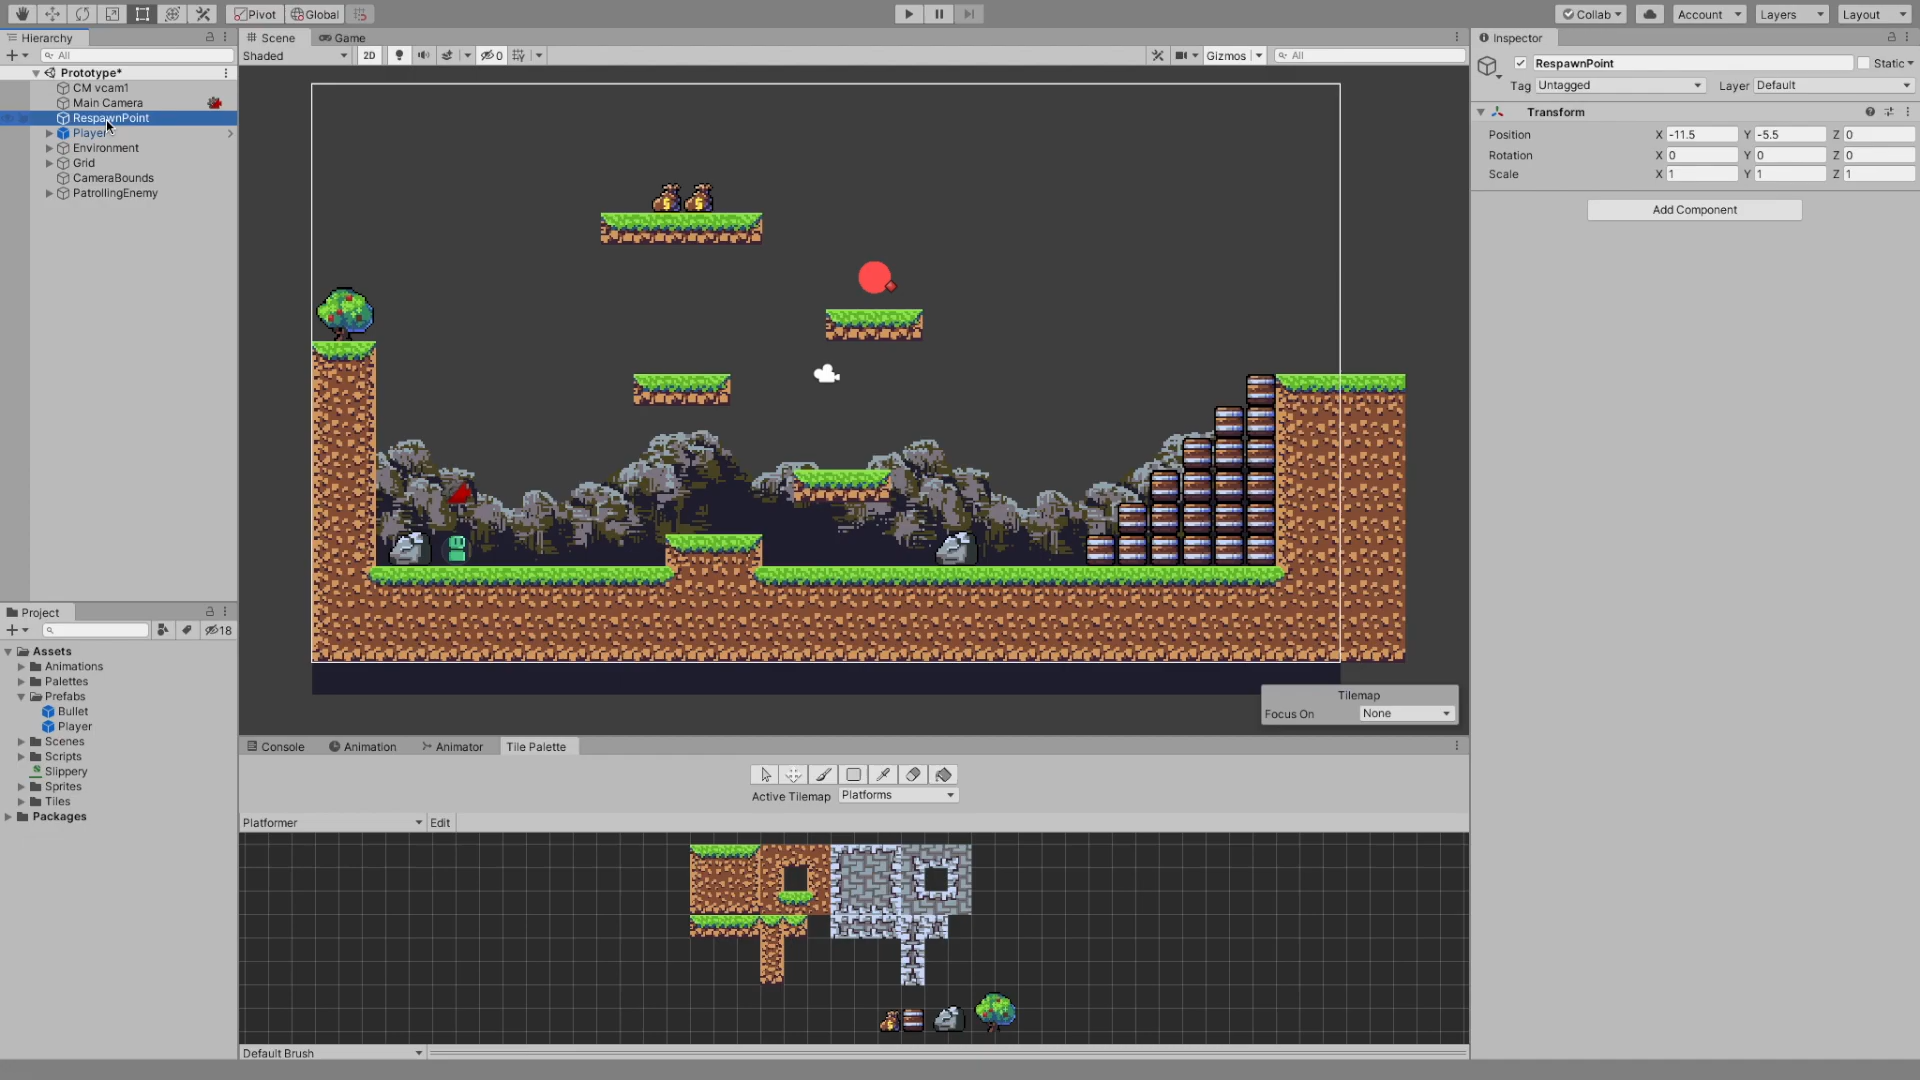 Pivot Global Collab Account Layers Layout
Hierarchy
All
Prototype*
CM vcam1
Main Camera
RespawnPoint
Player
Environment
Grid
CameraBounds
PatrollingEnemy
Scene Game
Shaded 2D 0 Gizmos All
Tilemap
Focus On None
Inspector
RespawnPoint Static
Tag Untagged Layer Default
Transform
Position X -11.5 Y -5.5 Z 0
Rotation X 0 Y 0 Z 0
Scale X 1 Y 1 Z 1
Add Component
Project
18
Assets
Animations
Palettes
Prefabs
Bullet
Player
Scenes
Scripts
Slippery
Sprites
Tiles
Packages
Console Animation Animator Tile Palette
Active Tilemap Platforms
Platformer Edit
Default Brush